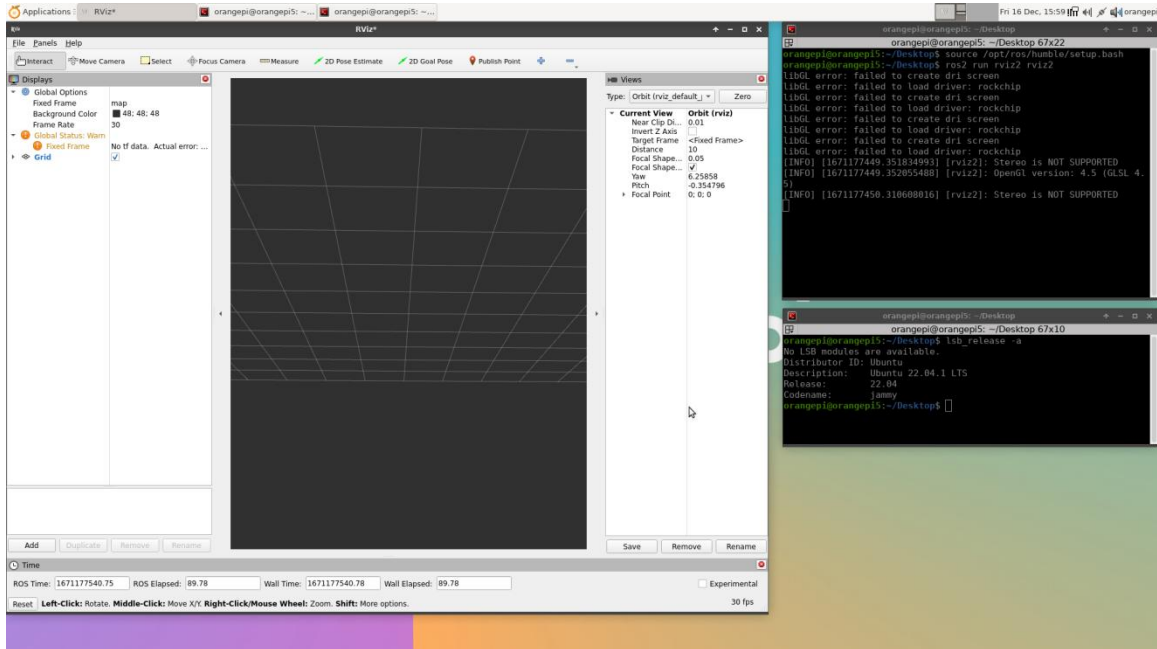 Applications RViz* orangepi@orangepi5: ~... orangepi@orangepi5: ~... Fri 16 Dec, 15:59 orangepi
RViz*
File Panels Help
Interact Move Camera Select Focus Camera Measure 2D Pose Estimate 2D Goal Pose Publish Point
Displays
Global Options
Fixed Frame map
Background Color 48; 48; 48
Frame Rate 30
Global Status: Warn
Fixed Frame No tf data. Actual error: ...
Grid
Add Duplicate Remove Rename
Views
Type: Orbit (rviz_default_ Zero
Current View Orbit (rviz)
Near Clip Di... 0.01
Invert Z Axis
Target Frame <Fixed Frame>
Distance 10
Focal Shape... 0.05
Focal Shape...
Yaw 6.25858
Pitch -0.354796
Focal Point 0; 0; 0
Save Remove Rename
Time
ROS Time: 1671177540.75 ROS Elapsed: 89.78 Wall Time: 1671177540.78 Wall Elapsed: 89.78 Experimental
Reset Left-Click: Rotate. Middle-Click: Move X/Y. Right-Click/Mouse Wheel: Zoom. Shift: More options. 30 fps
orangepi@orangepi5: ~/Desktop
orangepi@orangepi5: ~/Desktop 67x22
orangepi@orangepi5:~/Desktop$ source /opt/ros/humble/setup.bash
orangepi@orangepi5:~/Desktop$ ros2 run rviz2 rviz2
libGL error: failed to create dri screen
libGL error: failed to load driver: rockchip
libGL error: failed to create dri screen
libGL error: failed to load driver: rockchip
libGL error: failed to create dri screen
libGL error: failed to load driver: rockchip
libGL error: failed to create dri screen
libGL error: failed to load driver: rockchip
[INFO] [1671177449.351834993] [rviz2]: Stereo is NOT SUPPORTED
[INFO] [1671177449.352055488] [rviz2]: OpenGl version: 4.5 (GLSL 4.
5)
[INFO] [1671177450.310608016] [rviz2]: Stereo is NOT SUPPORTED
orangepi@orangepi5: ~/Desktop
orangepi@orangepi5: ~/Desktop 67x10
orangepi@orangepi5:~/Desktop$ lsb_release -a
No LSB modules are available.
Distributor ID: Ubuntu
Description: Ubuntu 22.04.1 LTS
Release: 22.04
Codename: jammy
orangepi@orangepi5:~/Desktop$